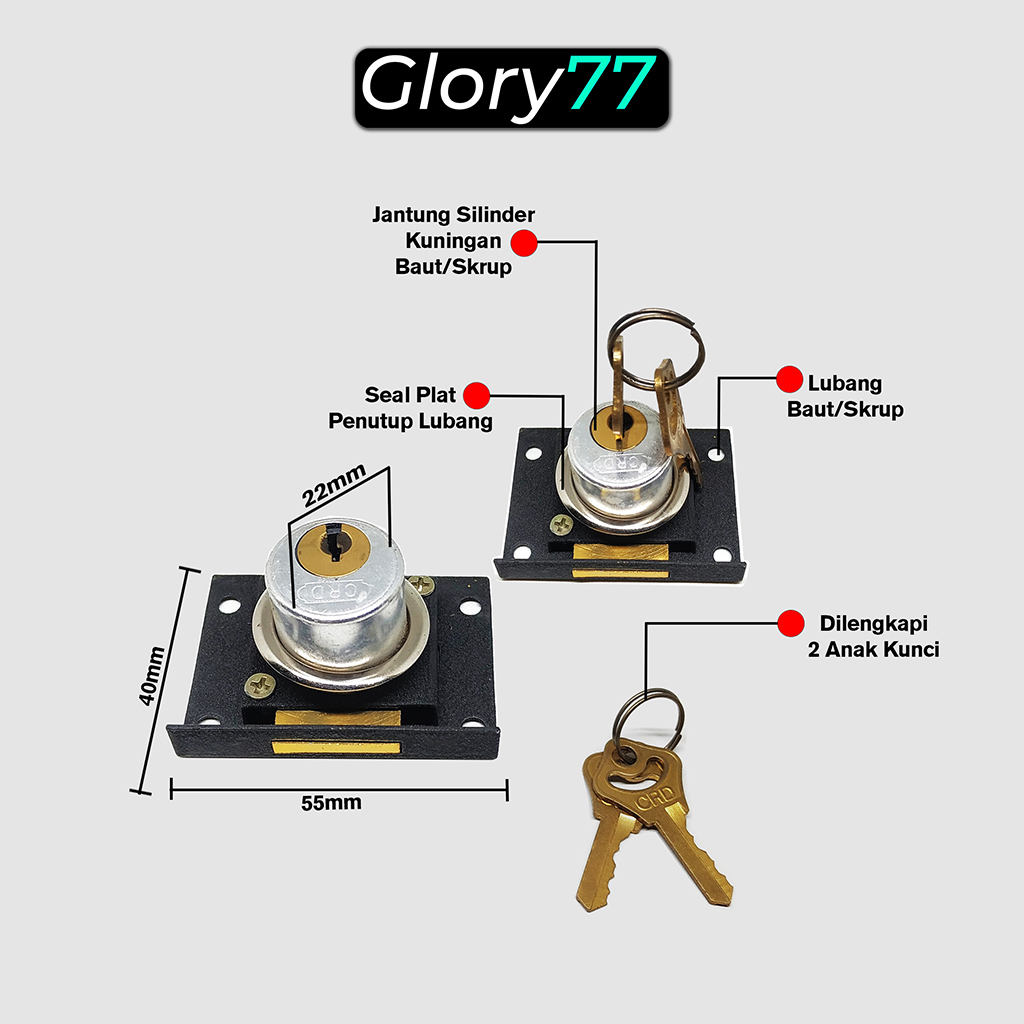 Glory77
Jantung Silinder
Kuningan
Baut/Skrup
Seal Plat
Penutup Lubang
Lubang
Baut/Skrup
22mm
CRD
CRD
40mm
55mm
Dilengkapi
2 Anak Kunci
CRD